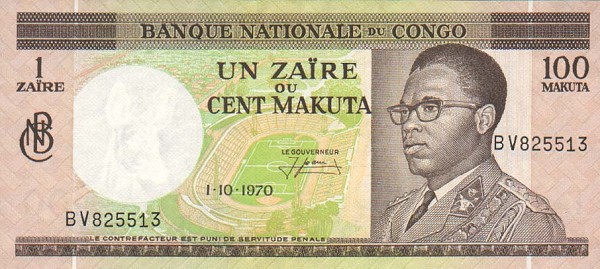 BANQUE NATIONALE DU CONGO
1
ZAÏRE
UN ZAÏRE
OU
CENT MAKUTA
100
MAKUTA
BNC
LE GOUVERNEUR
BV825513
1-10-1970
BV825513
LE CONTREFACTEUR EST PUNI DE SERVITUDE PENALE